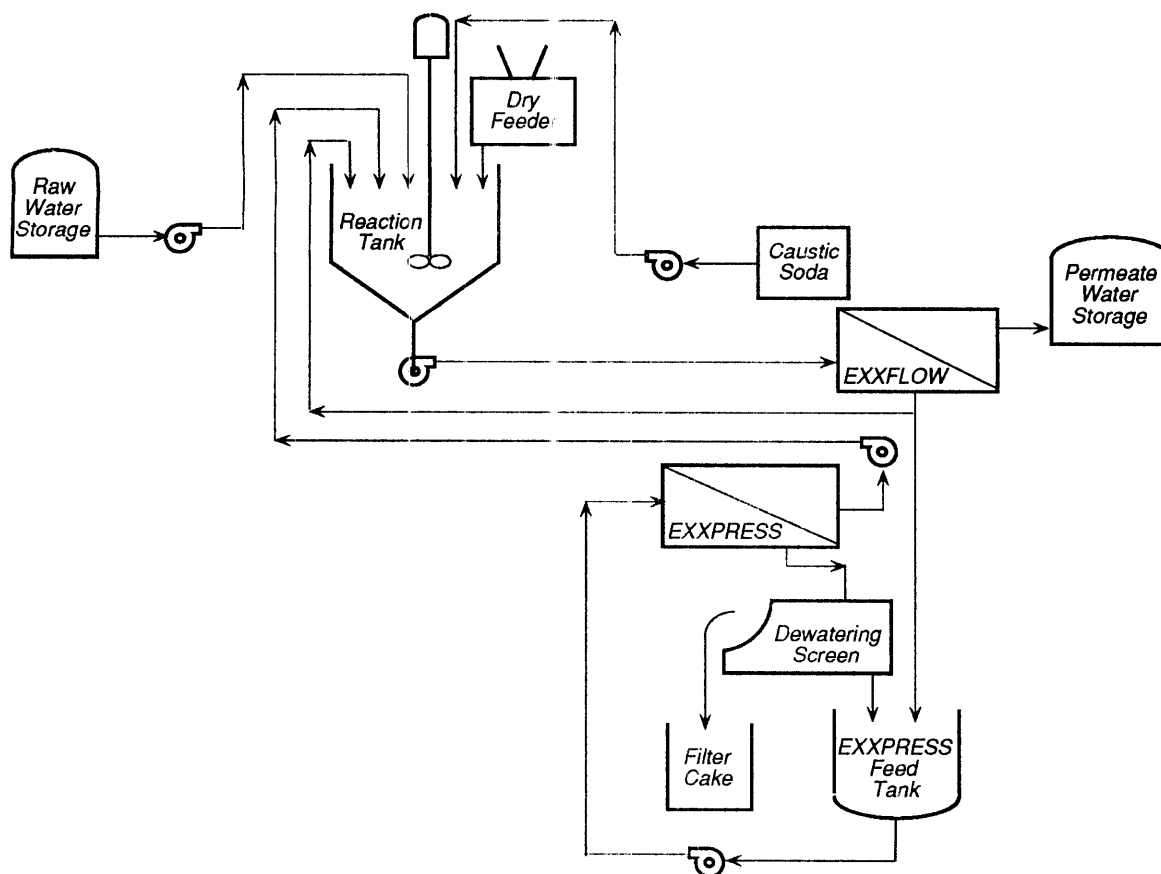 Dry
Feeder
Raw
Water
Storage
Reaction
Tank
Caustic
Soda
Permeate
Water
Storage
EXXFLOW
EXXPRESS
Dewatering
Screen
Filter
Cake
EXXPRESS
Feed
Tank